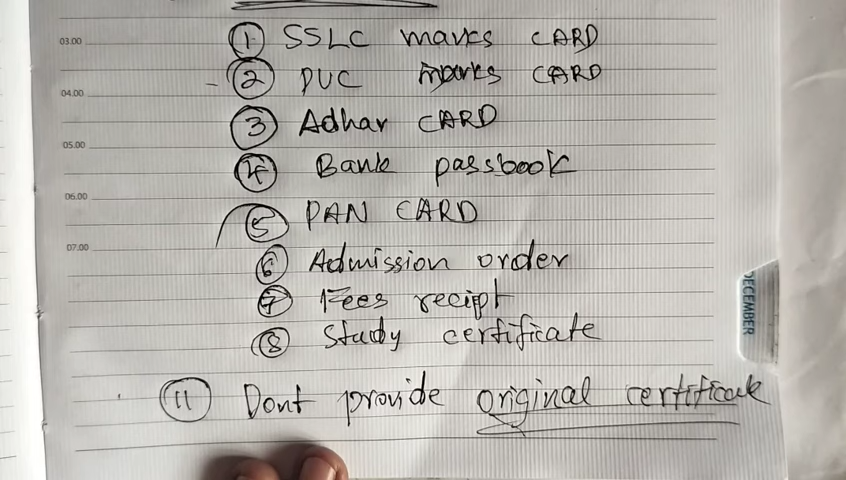 03.00 ① SSLC marks CARD
② PUC marks CARD
04.00
③ Adhar CARD
05.00
④ Bank passbook
06.00
⑤ PAN CARD
07.00
⑥ Admission order
⑦ Fees recipt
⑧ Study certificate
DECEMBER
⑪ Dont provide original certificate